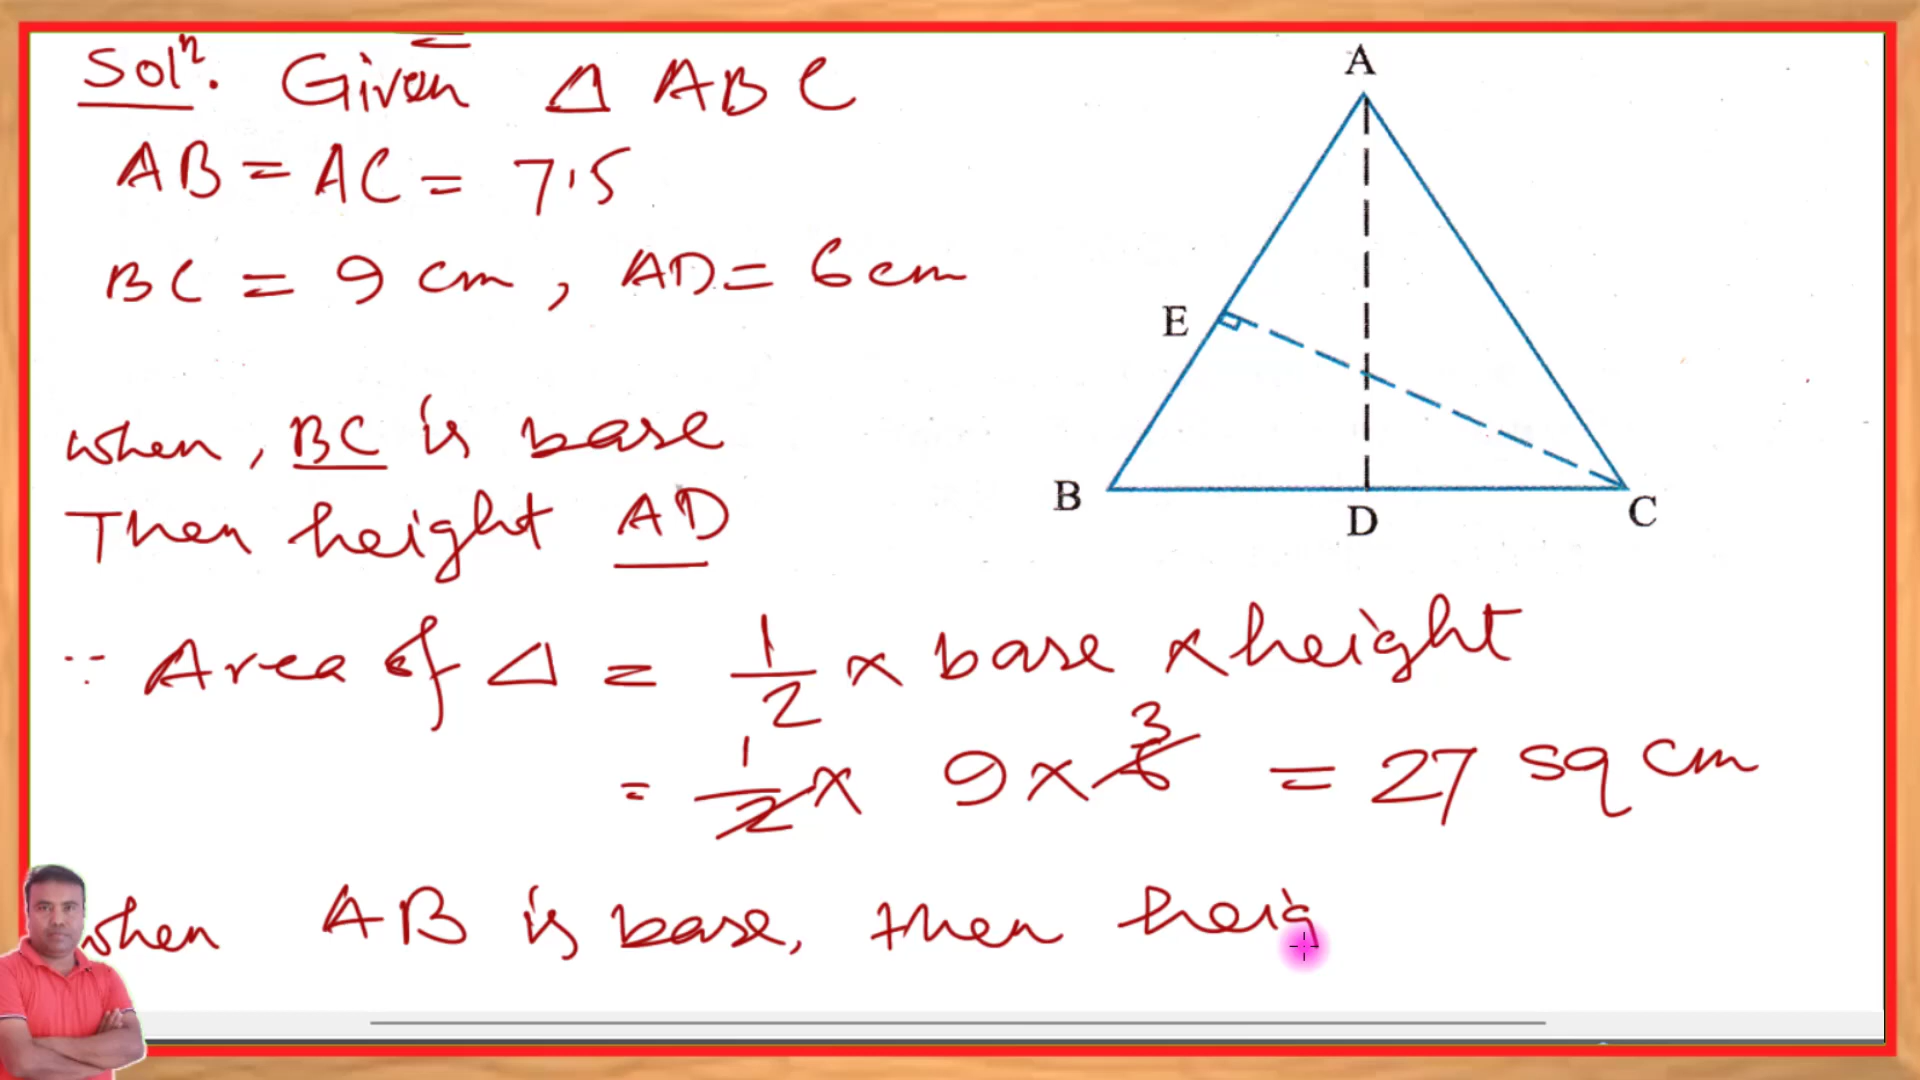 Solⁿ. Given Δ ABC
AB = AC = 7.5
BC = 9 cm, AD = 6 cm
when, BC is base
Then height AD
∵ Area of Δ = 1/2 × base × height
= 1/2 × 9 × 6 3 = 27 sq cm
when AB is base, then heig
A
E
B
D
C